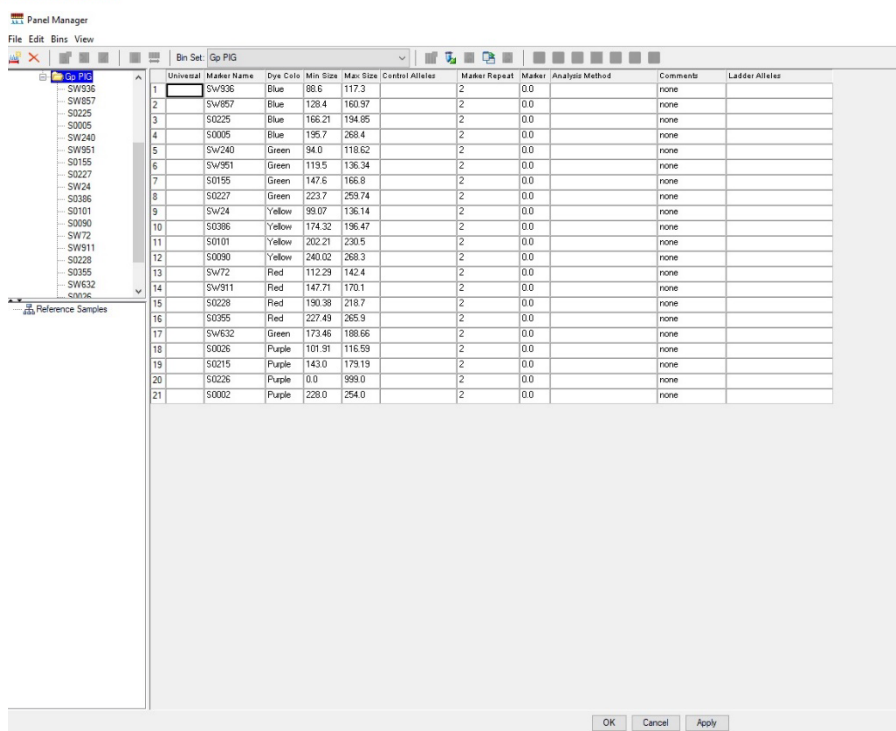 Panel Manager
File Edit Bins View
Bin Set: Gp PIG
Gp PIG
SW936
SW857
S0225
S0005
SW240
SW951
S0155
S0227
SW24
S0386
S0101
S0090
SW72
SW911
S0228
S0355
SW632
S0026
Reference Samples
Universal Marker Name Dye Colo Min Size Max Size Control Alleles Marker Repeat Marker Analysis Method Comments Ladder Alleles
1 SW936 Blue 88.6 117.3 2 0.0 none
2 SW857 Blue 128.4 160.97 2 0.0 none
3 S0225 Blue 166.21 194.85 2 0.0 none
4 S0005 Blue 195.7 268.4 2 0.0 none
5 SW240 Green 94.0 118.62 2 0.0 none
6 SW951 Green 119.5 136.34 2 0.0 none
7 S0155 Green 147.6 166.8 2 0.0 none
8 S0227 Green 223.7 259.74 2 0.0 none
9 SW24 Yellow 99.07 136.14 2 0.0 none
10 S0386 Yellow 174.32 196.47 2 0.0 none
11 S0101 Yellow 202.21 230.5 2 0.0 none
12 S0090 Yellow 240.02 268.3 2 0.0 none
13 SW72 Red 112.29 142.4 2 0.0 none
14 SW911 Red 147.71 170.1 2 0.0 none
15 S0228 Red 190.38 218.7 2 0.0 none
16 S0355 Red 227.49 265.9 2 0.0 none
17 SW632 Green 173.46 188.66 2 0.0 none
18 S0026 Purple 101.91 116.59 2 0.0 none
19 S0215 Purple 143.0 179.19 2 0.0 none
20 S0226 Purple 0.0 999.0 2 0.0 none
21 S0002 Purple 228.0 254.0 2 0.0 none
OK Cancel Apply